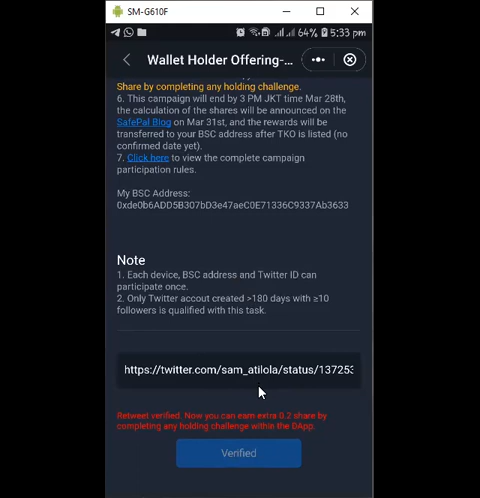 SM-G610F
64% 5:33 pm
Wallet Holder Offering-...
Share by completing any holding challenge.
6. This campaign will end by 3 PM JKT time Mar 28th,
the calculation of the shares will be announced on the
SafePal Blog on Mar 31st, and the rewards will be
transferred to your BSC address after TKO is listed (no
confirmed date yet).
7. Click here to view the complete campaign
participation rules.
My BSC Address:
0xde0b6ADD5B307bD3e47aeC0E71336C9337Ab3633
Note
1. Each device, BSC address and Twitter ID can
participate once.
2. Only Twitter accout created >180 days with ≥10
followers is qualified with this task.
https://twitter.com/sam_atilola/status/137253
Retweet verified. Now you can earn extra 0.2 share by
completing any holding challenge within the DApp.
Verified